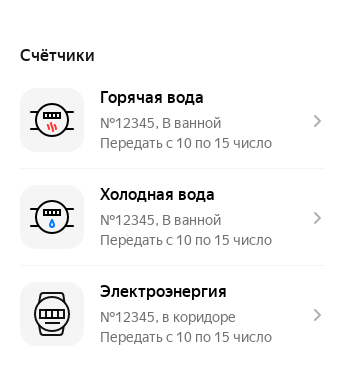 Счётчики
Горячая вода
№12345, В ванной
Передать с 10 по 15 число
Холодная вода
№12345, В ванной
Передать с 10 по 15 число
Электроэнергия
№12345, в коридоре
Передать с 10 по 15 число